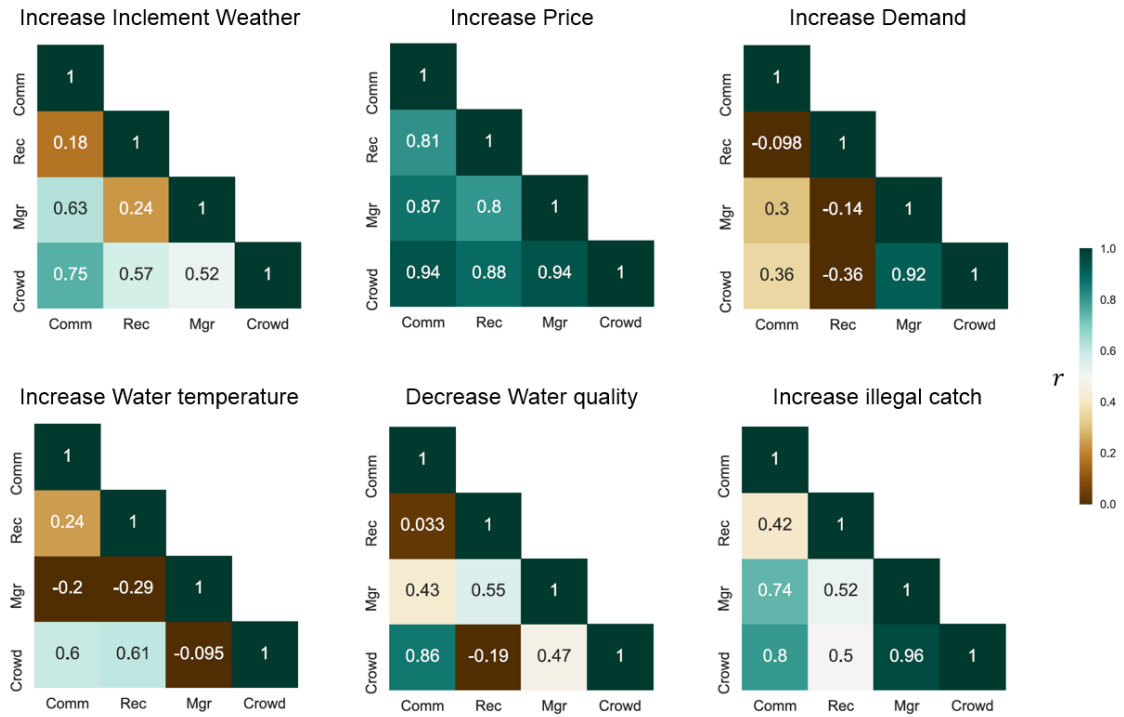 Increase Inclement Weather
Comm 1
Rec 0.18 1
Mgr 0.63 0.24 1
Crowd 0.75 0.57 0.52 1
Comm Rec Mgr Crowd
Increase Price
Comm 1
Rec 0.81 1
Mgr 0.87 0.8 1
Crowd 0.94 0.88 0.94 1
Comm Rec Mgr Crowd
Increase Demand
Comm 1
Rec -0.098 1
Mgr 0.3 -0.14 1
Crowd 0.36 -0.36 0.92 1
Comm Rec Mgr Crowd
Increase Water temperature
Comm 1
Rec 0.24 1
Mgr -0.2 -0.29 1
Crowd 0.6 0.61 -0.095 1
Comm Rec Mgr Crowd
Decrease Water quality
Comm 1
Rec 0.033 1
Mgr 0.43 0.55 1
Crowd 0.86 -0.19 0.47 1
Comm Rec Mgr Crowd
Increase illegal catch
Comm 1
Rec 0.42 1
Mgr 0.74 0.52 1
Crowd 0.8 0.5 0.96 1
Comm Rec Mgr Crowd
r
1.0
0.8
0.6
0.4
0.2
0.0